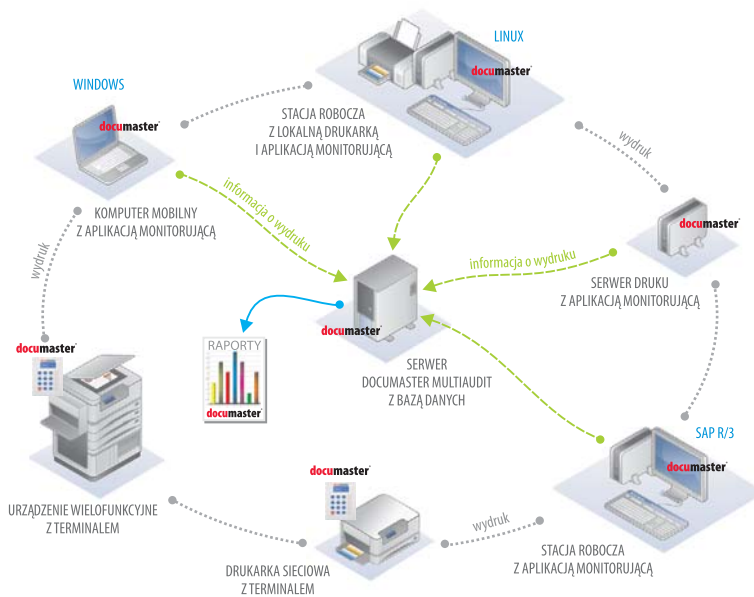 LINUX
documaster
STACJA ROBOCZA
Z LOKALNĄ DRUKARKĄ
I APLIKACJĄ MONITORUJĄCĄ
WINDOWS
documaster
KOMPUTER MOBILNY
Z APLIKACJĄ MONITORUJĄCĄ
wydruk
documaster
SERWER DRUKU
Z APLIKACJĄ MONITORUJĄCĄ
informacja o wydruku
informacja o wydruku
wydruk
documaster
SERWER
DOCUMASTER MULTIAUDIT
Z BAZĄ DANYCH
RAPORTY
documaster
documaster
URZĄDZENIE WIELOFUNKCYJNE
Z TERMINALEM
SAP R/3
documaster
STACJA ROBOCZA
Z APLIKACJĄ MONITORUJĄCĄ
wydruk
documaster
DRUKARKA SIECIOWA
Z TERMINALEM